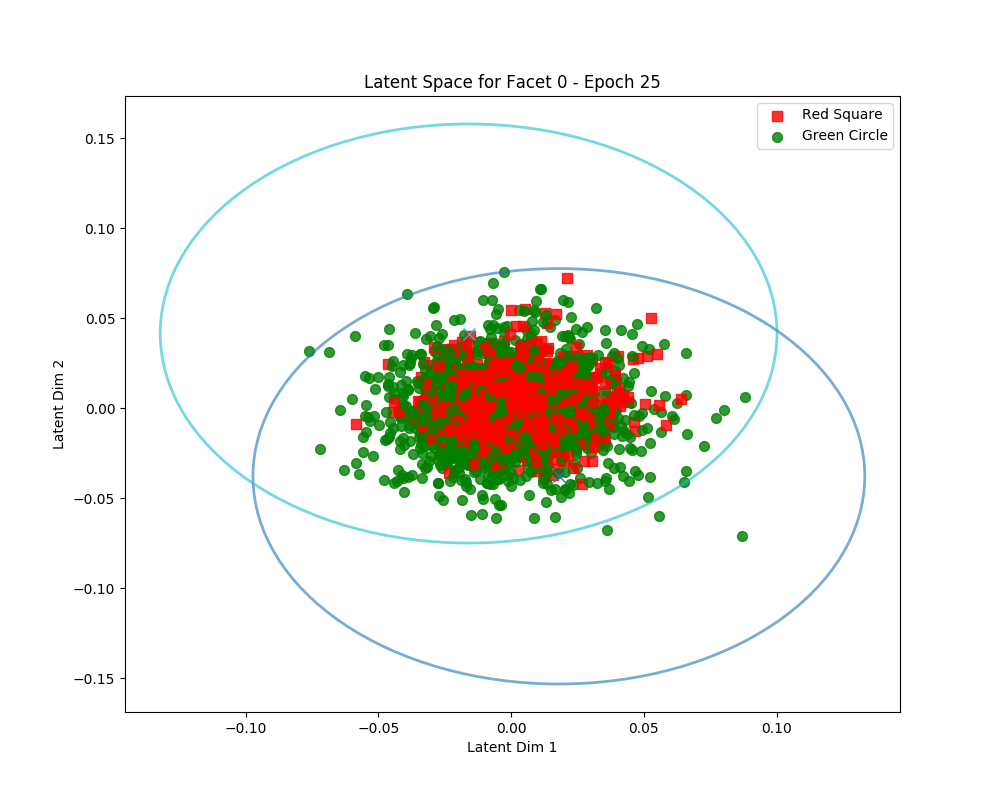 Latent Space for Facet 0 - Epoch 25
Red Square
Green Circle
0.15
0.10
0.05
0.00
−0.05
−0.10
−0.15
Latent Dim 2
−0.10
−0.05
0.00
0.05
0.10
Latent Dim 1